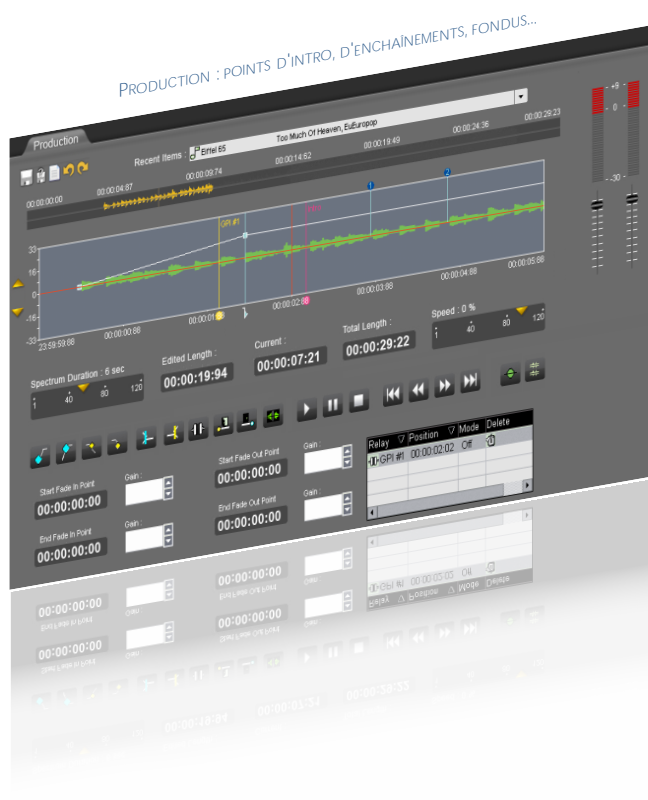 PRODUCTION : POINTS D'INTRO, D'ENCHAÎNEMENTS, FONDUS...
Production
Recent Items : Eiffel 65 Too Much Of Heaven, EuEuropop
00:00:00:00 00:00:04:87 00:00:09:74 00:00:14:62 00:00:19:49 00:00:24:36 00:00:29:23
+9
0
-30
GPI #1
1 2
33
16
0
-16
-33
23:59:59:88 00:00:00:88 00:00:02:88 00:00:03:88 00:00:04:88 00:00:05:88
Spectrum Duration : 6 sec
1 40 80 120
Edited Length :
00:00:19:94
Current :
00:00:07:21
Total Length :
00:00:29:22
Speed : 0 %
1 40 80 120
Start Fade In Point
00:00:00:00
Gain :
Start Fade Out Point
00:00:00:00
Gain :
End Fade In Point
00:00:00:00
Gain :
End Fade Out Point
00:00:00:00
Gain :
Relay Position Mode Delete
GPI #1 00:00:02:02 Off